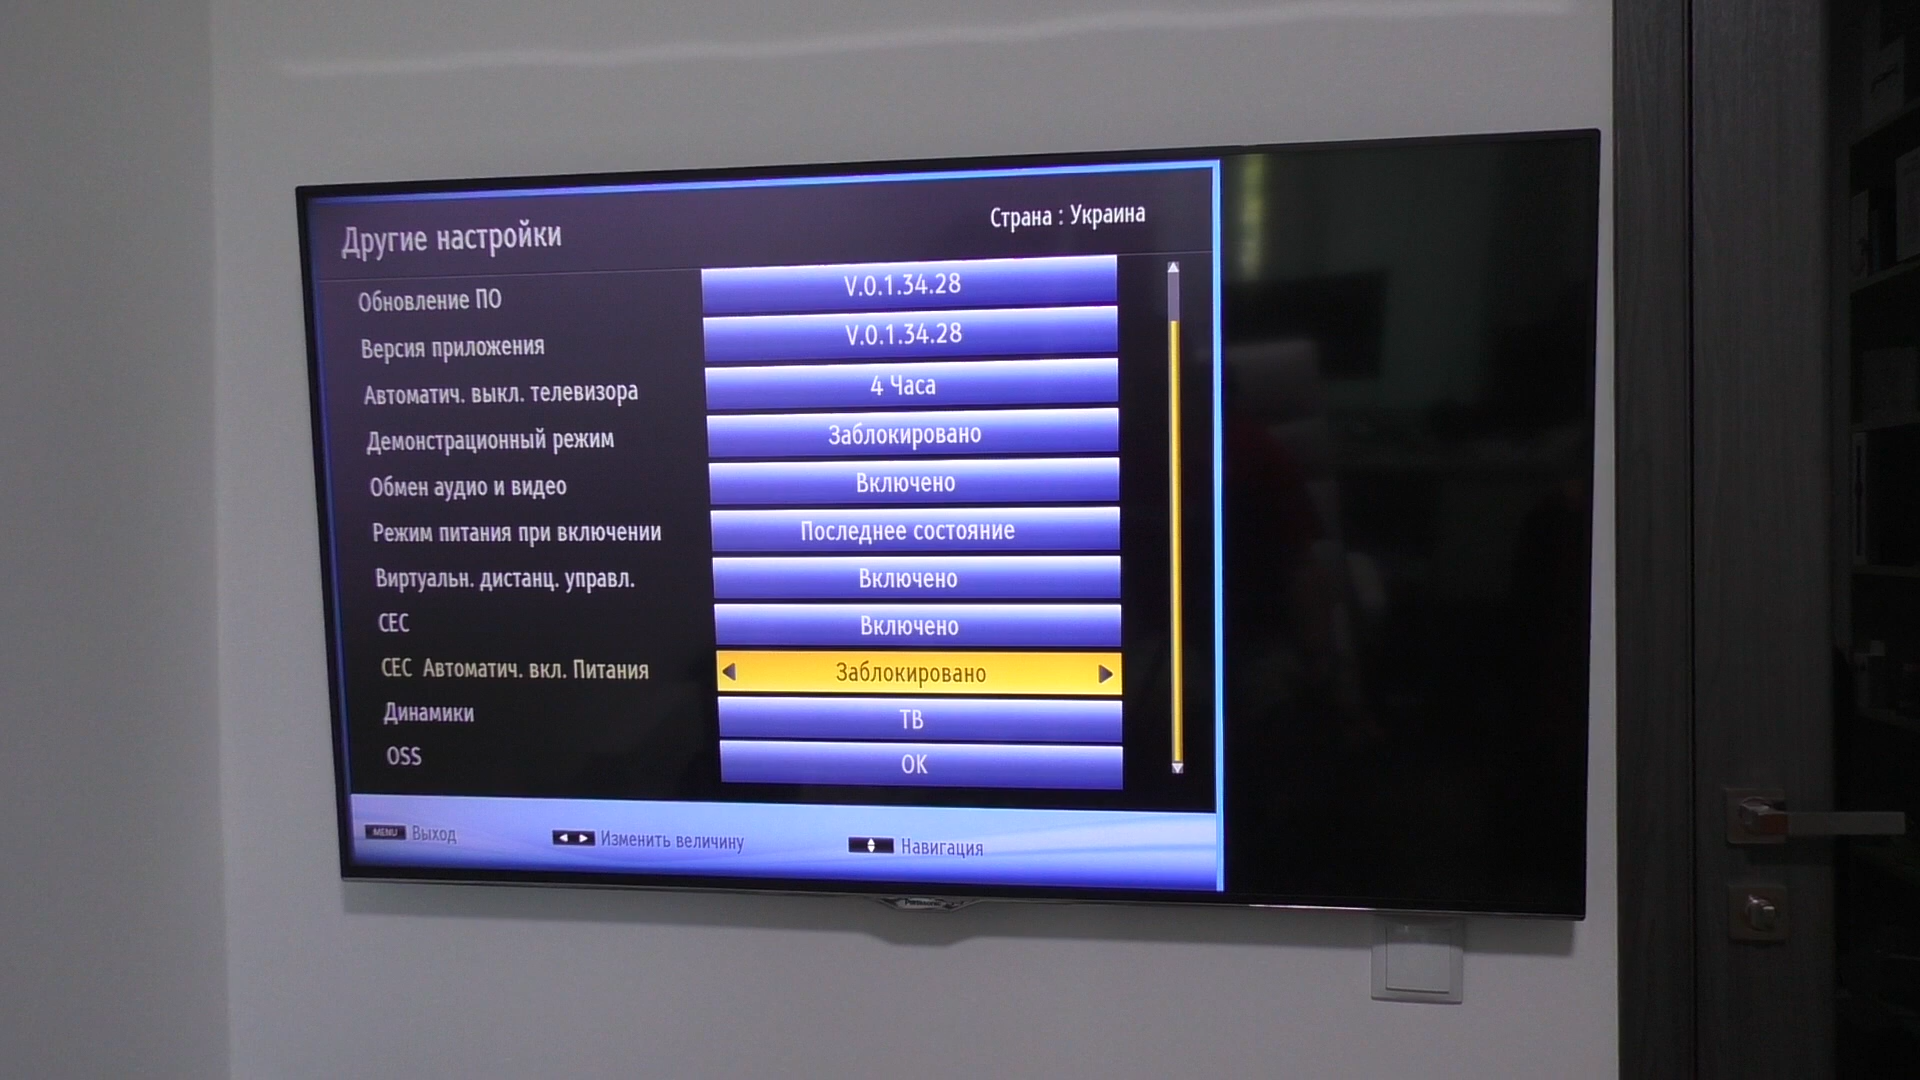 Другие настройки
Страна : Украина
Обновление ПО V.0.1.34.28
Версия приложения V.0.1.34.28
Автоматич. выкл. телевизора 4 Часа
Демонстрационный режим Заблокировано
Обмен аудио и видео Включено
Режим питания при включении Последнее состояние
Виртуальн. дистанц. управл. Включено
CEC Включено
CEC Автоматич. вкл. Питания Заблокировано
Динамики ТВ
OSS OK
MENU Выход Изменить величину Навигация
Panasonic